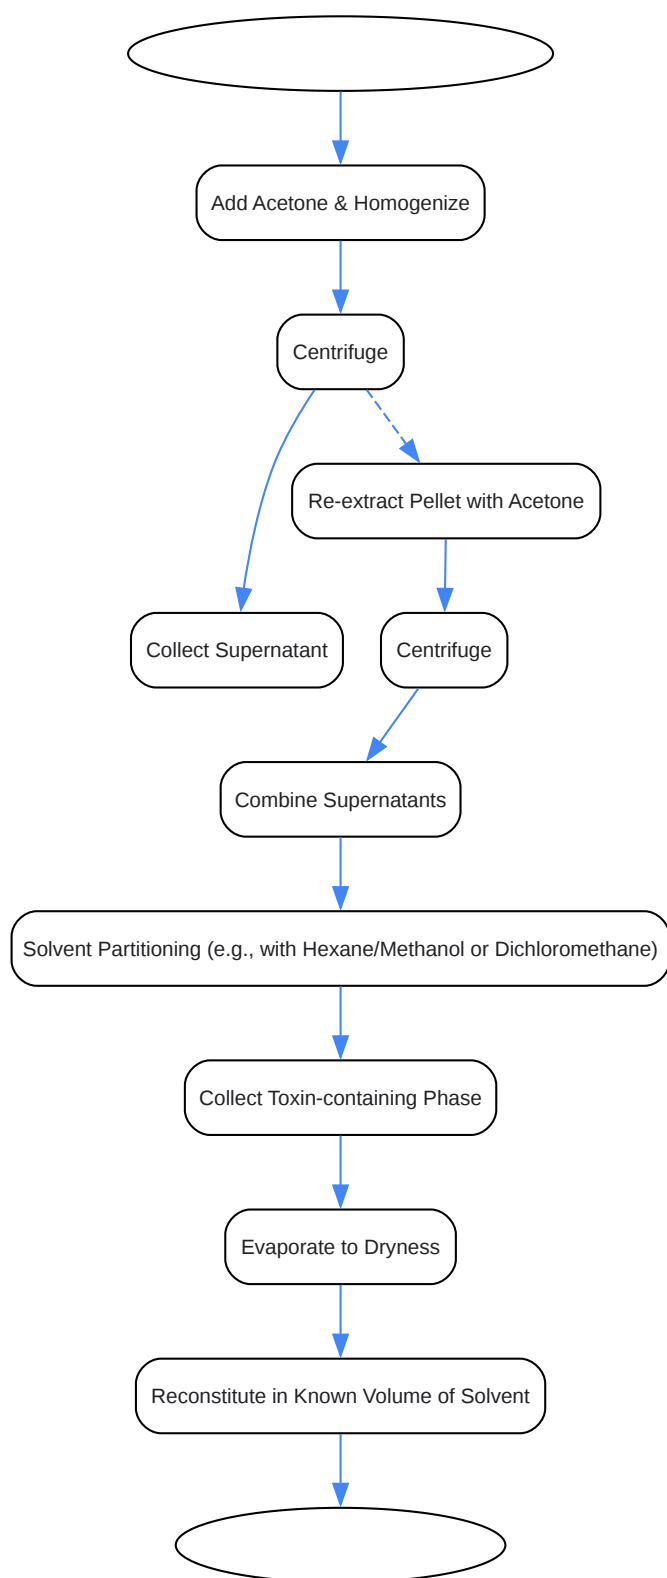 Add Acetone & Homogenize
Centrifuge
Re-extract Pellet with Acetone
Collect Supernatant
Centrifuge
Combine Supernatants
Solvent Partitioning (e.g., with Hexane/Methanol or Dichloromethane)
Collect Toxin-containing Phase
Evaporate to Dryness
Reconstitute in Known Volume of Solvent